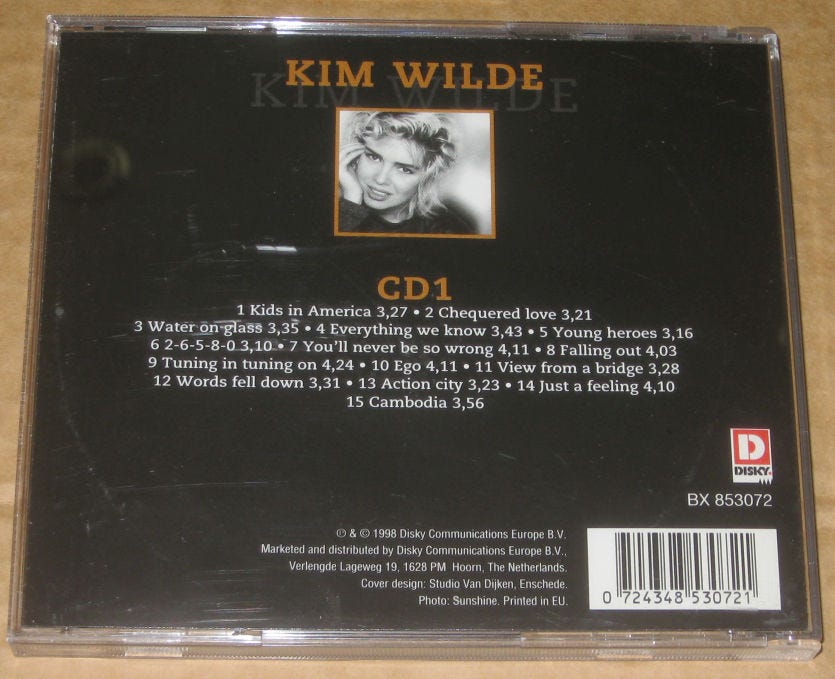 KIM WILDE
KIM WILDE
CD1
1 Kids in America 3,27 • 2 Chequered love 3,21
3 Water on glass 3,35 • 4 Everything we know 3,43 • 5 Young heroes 3,16
6 2-6-5-8-0 3,10 • 7 You'll never be so wrong 4,11 • 8 Falling out 4,03
9 Tuning in tuning on 4,24 • 10 Ego 4,11 • 11 View from a bridge 3,28
12 Words fell down 3,31 • 13 Action city 3,23 • 14 Just a feeling 4,10
15 Cambodia 3,56
D
DISKY
BX 853072
℗ & © 1998 Disky Communications Europe B.V.
Marketed and distributed by Disky Communications Europe B.V.,
Verlengde Lageweg 19, 1628 PM Hoorn, The Netherlands.
Cover design: Studio Van Dijken, Enschede.
Photo: Sunshine. Printed in EU.
0 724348 530721